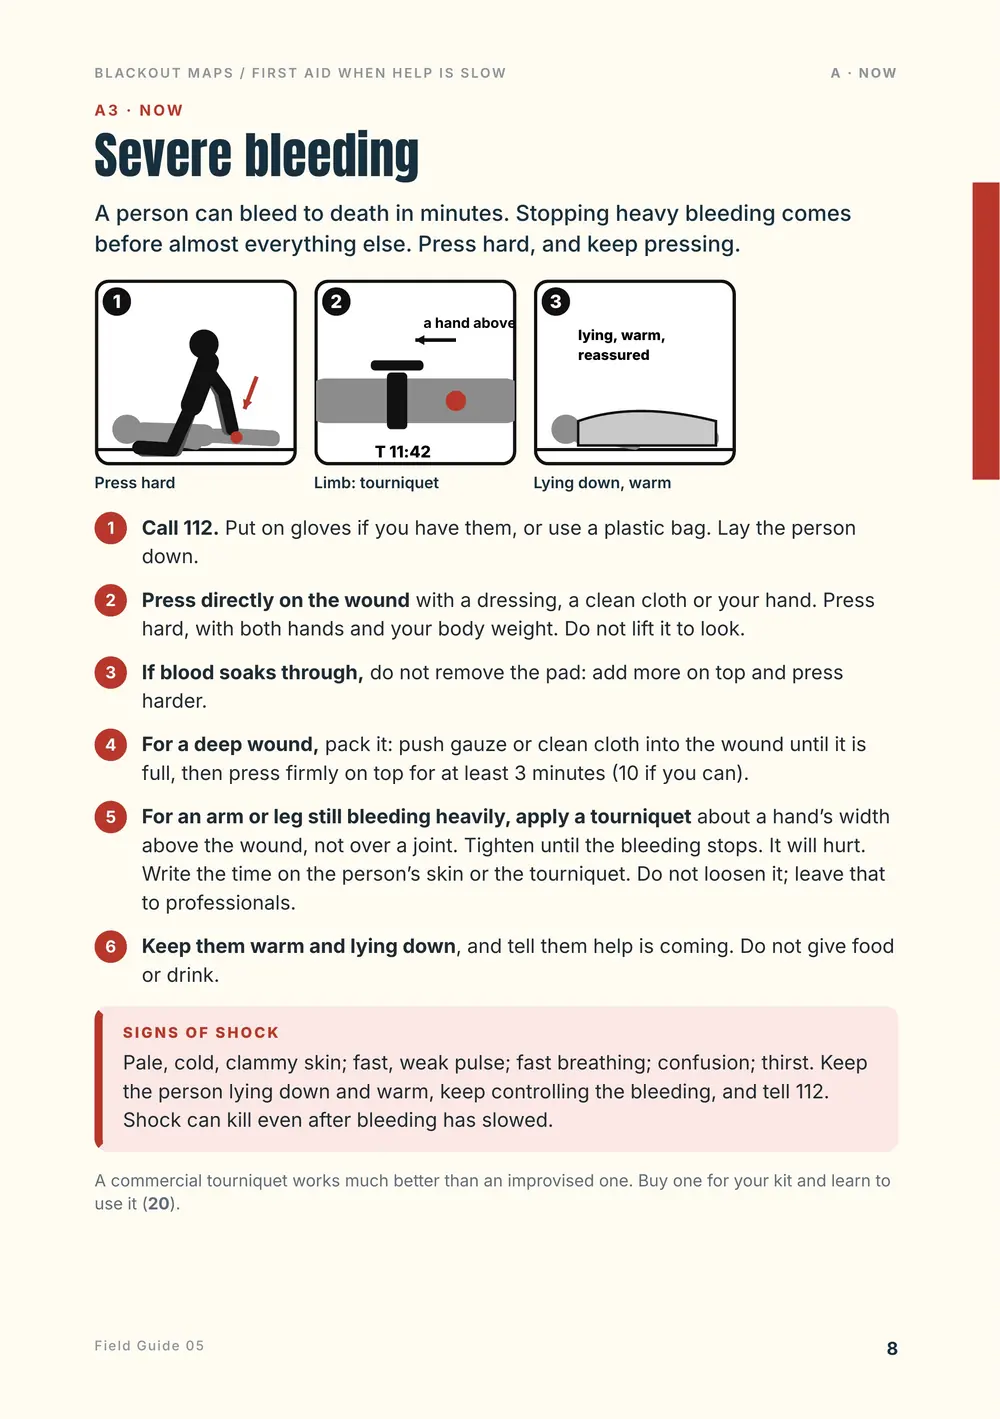 BLACKOUT MAPS / FIRST AID WHEN HELP IS SLOW
A · NOW
A3 · NOW
Severe bleeding
A person can bleed to death in minutes. Stopping heavy bleeding comes
before almost everything else. Press hard, and keep pressing.
1
2
a hand above
T 11:42
3
lying, warm,
reassured
Press hard
Limb: tourniquet
Lying down, warm
1 Call 112. Put on gloves if you have them, or use a plastic bag. Lay the person
down.
2 Press directly on the wound with a dressing, a clean cloth or your hand. Press
hard, with both hands and your body weight. Do not lift it to look.
3 If blood soaks through, do not remove the pad: add more on top and press
harder.
4 For a deep wound, pack it: push gauze or clean cloth into the wound until it is
full, then press firmly on top for at least 3 minutes (10 if you can).
5 For an arm or leg still bleeding heavily, apply a tourniquet about a hand’s width
above the wound, not over a joint. Tighten until the bleeding stops. It will hurt.
Write the time on the person’s skin or the tourniquet. Do not loosen it; leave that
to professionals.
6 Keep them warm and lying down, and tell them help is coming. Do not give food
or drink.
SIGNS OF SHOCK
Pale, cold, clammy skin; fast, weak pulse; fast breathing; confusion; thirst. Keep
the person lying down and warm, keep controlling the bleeding, and tell 112.
Shock can kill even after bleeding has slowed.
A commercial tourniquet works much better than an improvised one. Buy one for your kit and learn to
use it (20).
Field Guide 05
8